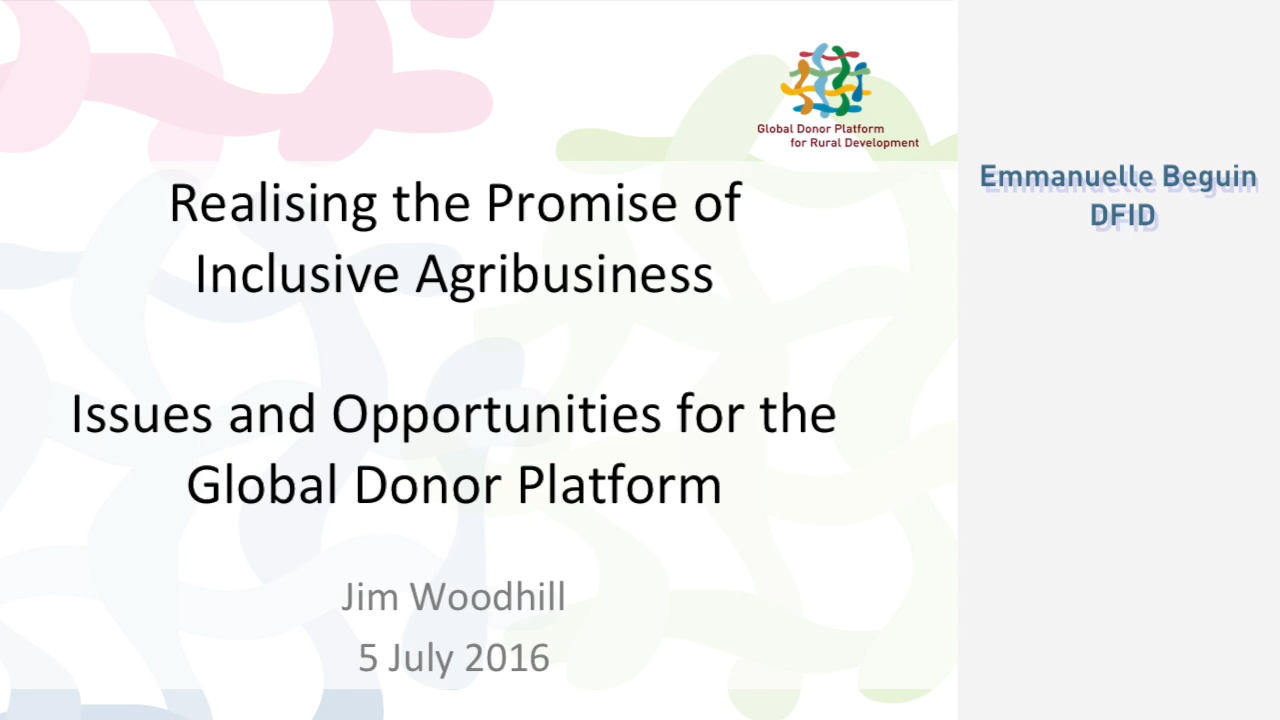 Global Donor Platform
for Rural Development
Realising the Promise of
Inclusive Agribusiness
Issues and Opportunities for the
Global Donor Platform
Jim Woodhill
5 July 2016
Emmanuelle Beguin
DFID